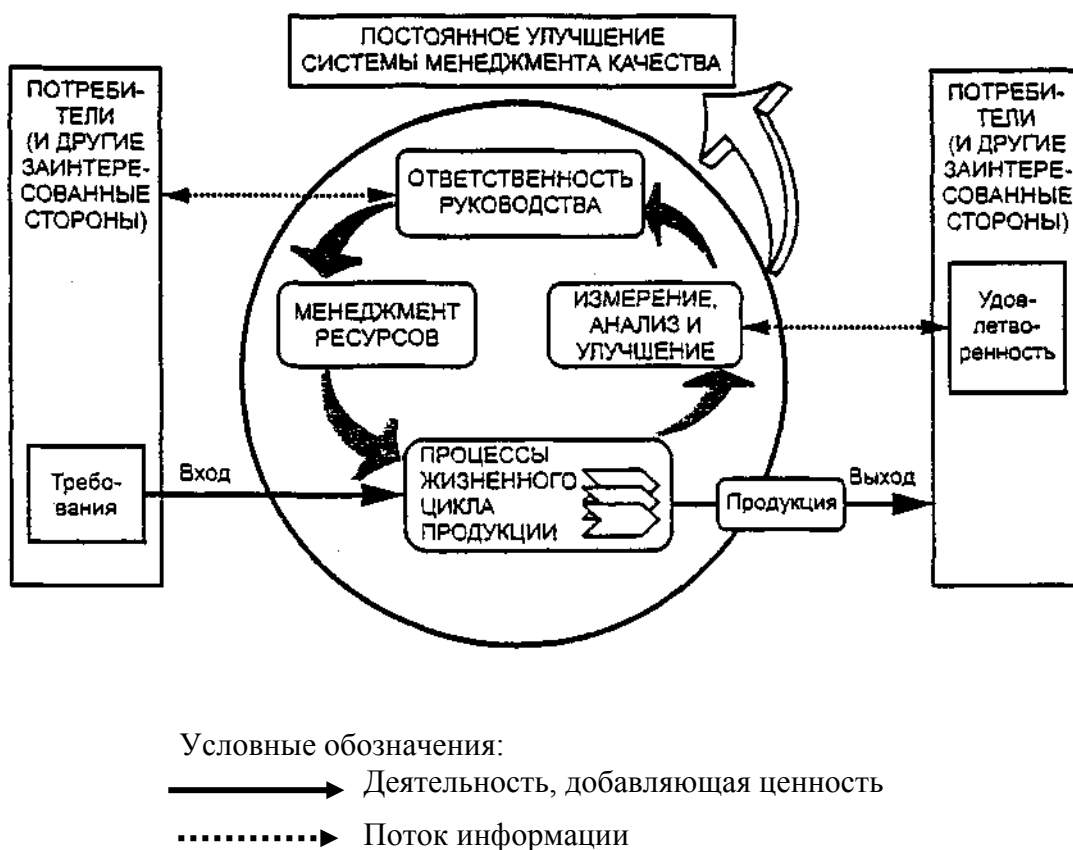 ПОСТОЯННОЕ УЛУЧШЕНИЕ
СИСТЕМЫ МЕНЕДЖМЕНТА КАЧЕСТВА
ПОТРЕБИ-
ТЕЛИ
(И ДРУГИЕ
ЗАИНТЕРЕ-
СОВАННЫЕ
СТОРОНЫ)
ПОТРЕБИ-
ТЕЛИ
(И ДРУГИЕ
ЗАИНТЕРЕ-
СОВАННЫЕ
СТОРОНЫ)
ОТВЕТСТВЕННОСТЬ
РУКОВОДСТВА
МЕНЕДЖМЕНТ
РЕСУРСОВ
ИЗМЕРЕНИЕ,
АНАЛИЗ И
УЛУЧШЕНИЕ
Удов-
летво-
ренность
Требо-
вания
Вход
ПРОЦЕССЫ
ЖИЗНЕННОГО
ЦИКЛА
ПРОДУКЦИИ
Продукция
Выход
Условные обозначения:
Деятельность, добавляющая ценность
Поток информации